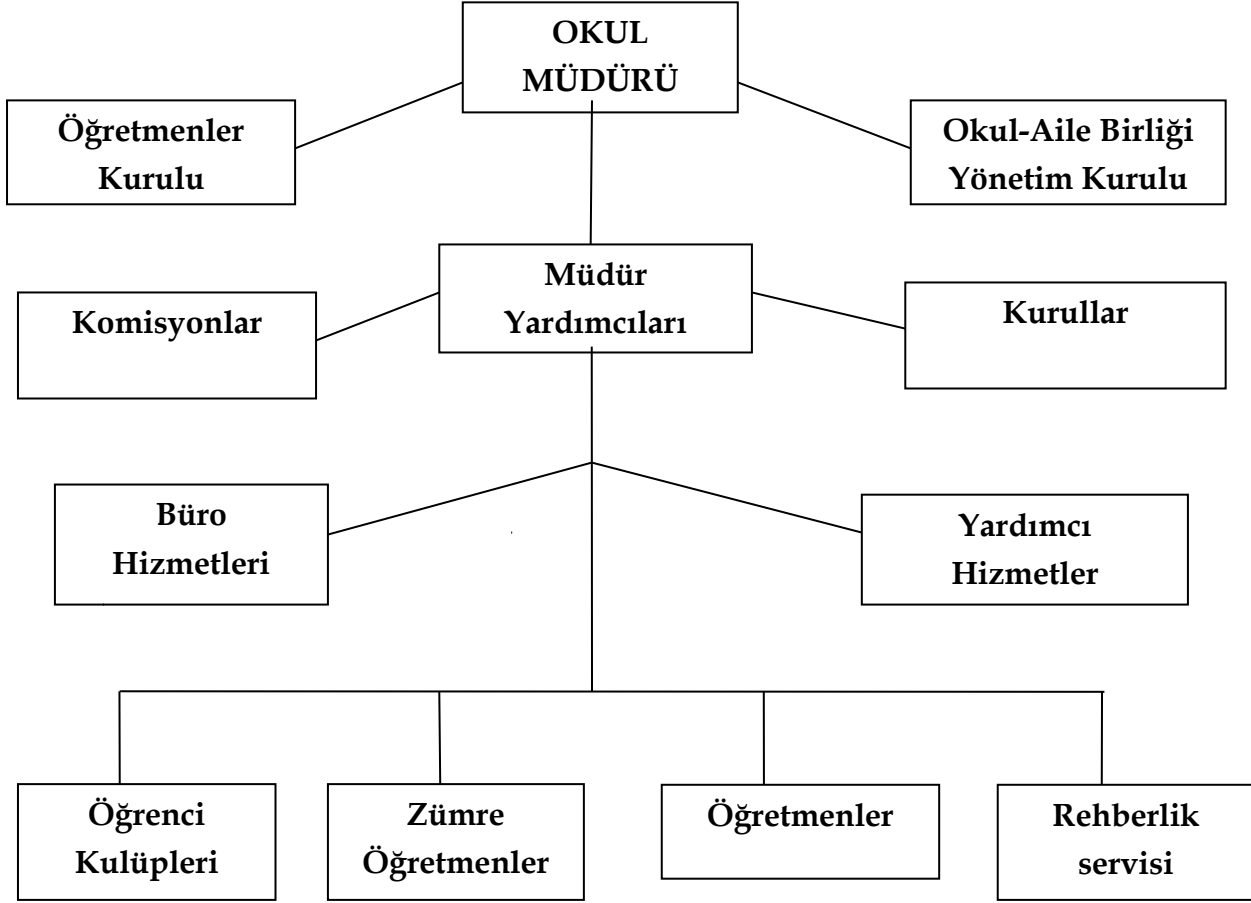 OKUL
MÜDÜRÜ
Öğretmenler
Kurulu
Okul-Aile Birliği
Yönetim Kurulu
Müdür
Yardımcıları
Komisyonlar
Kurullar
Büro
Hizmetleri
Yardımcı
Hizmetler
Öğrenci
Kulüpleri
Zümre
Öğretmenler
Öğretmenler
Rehberlik
servisi